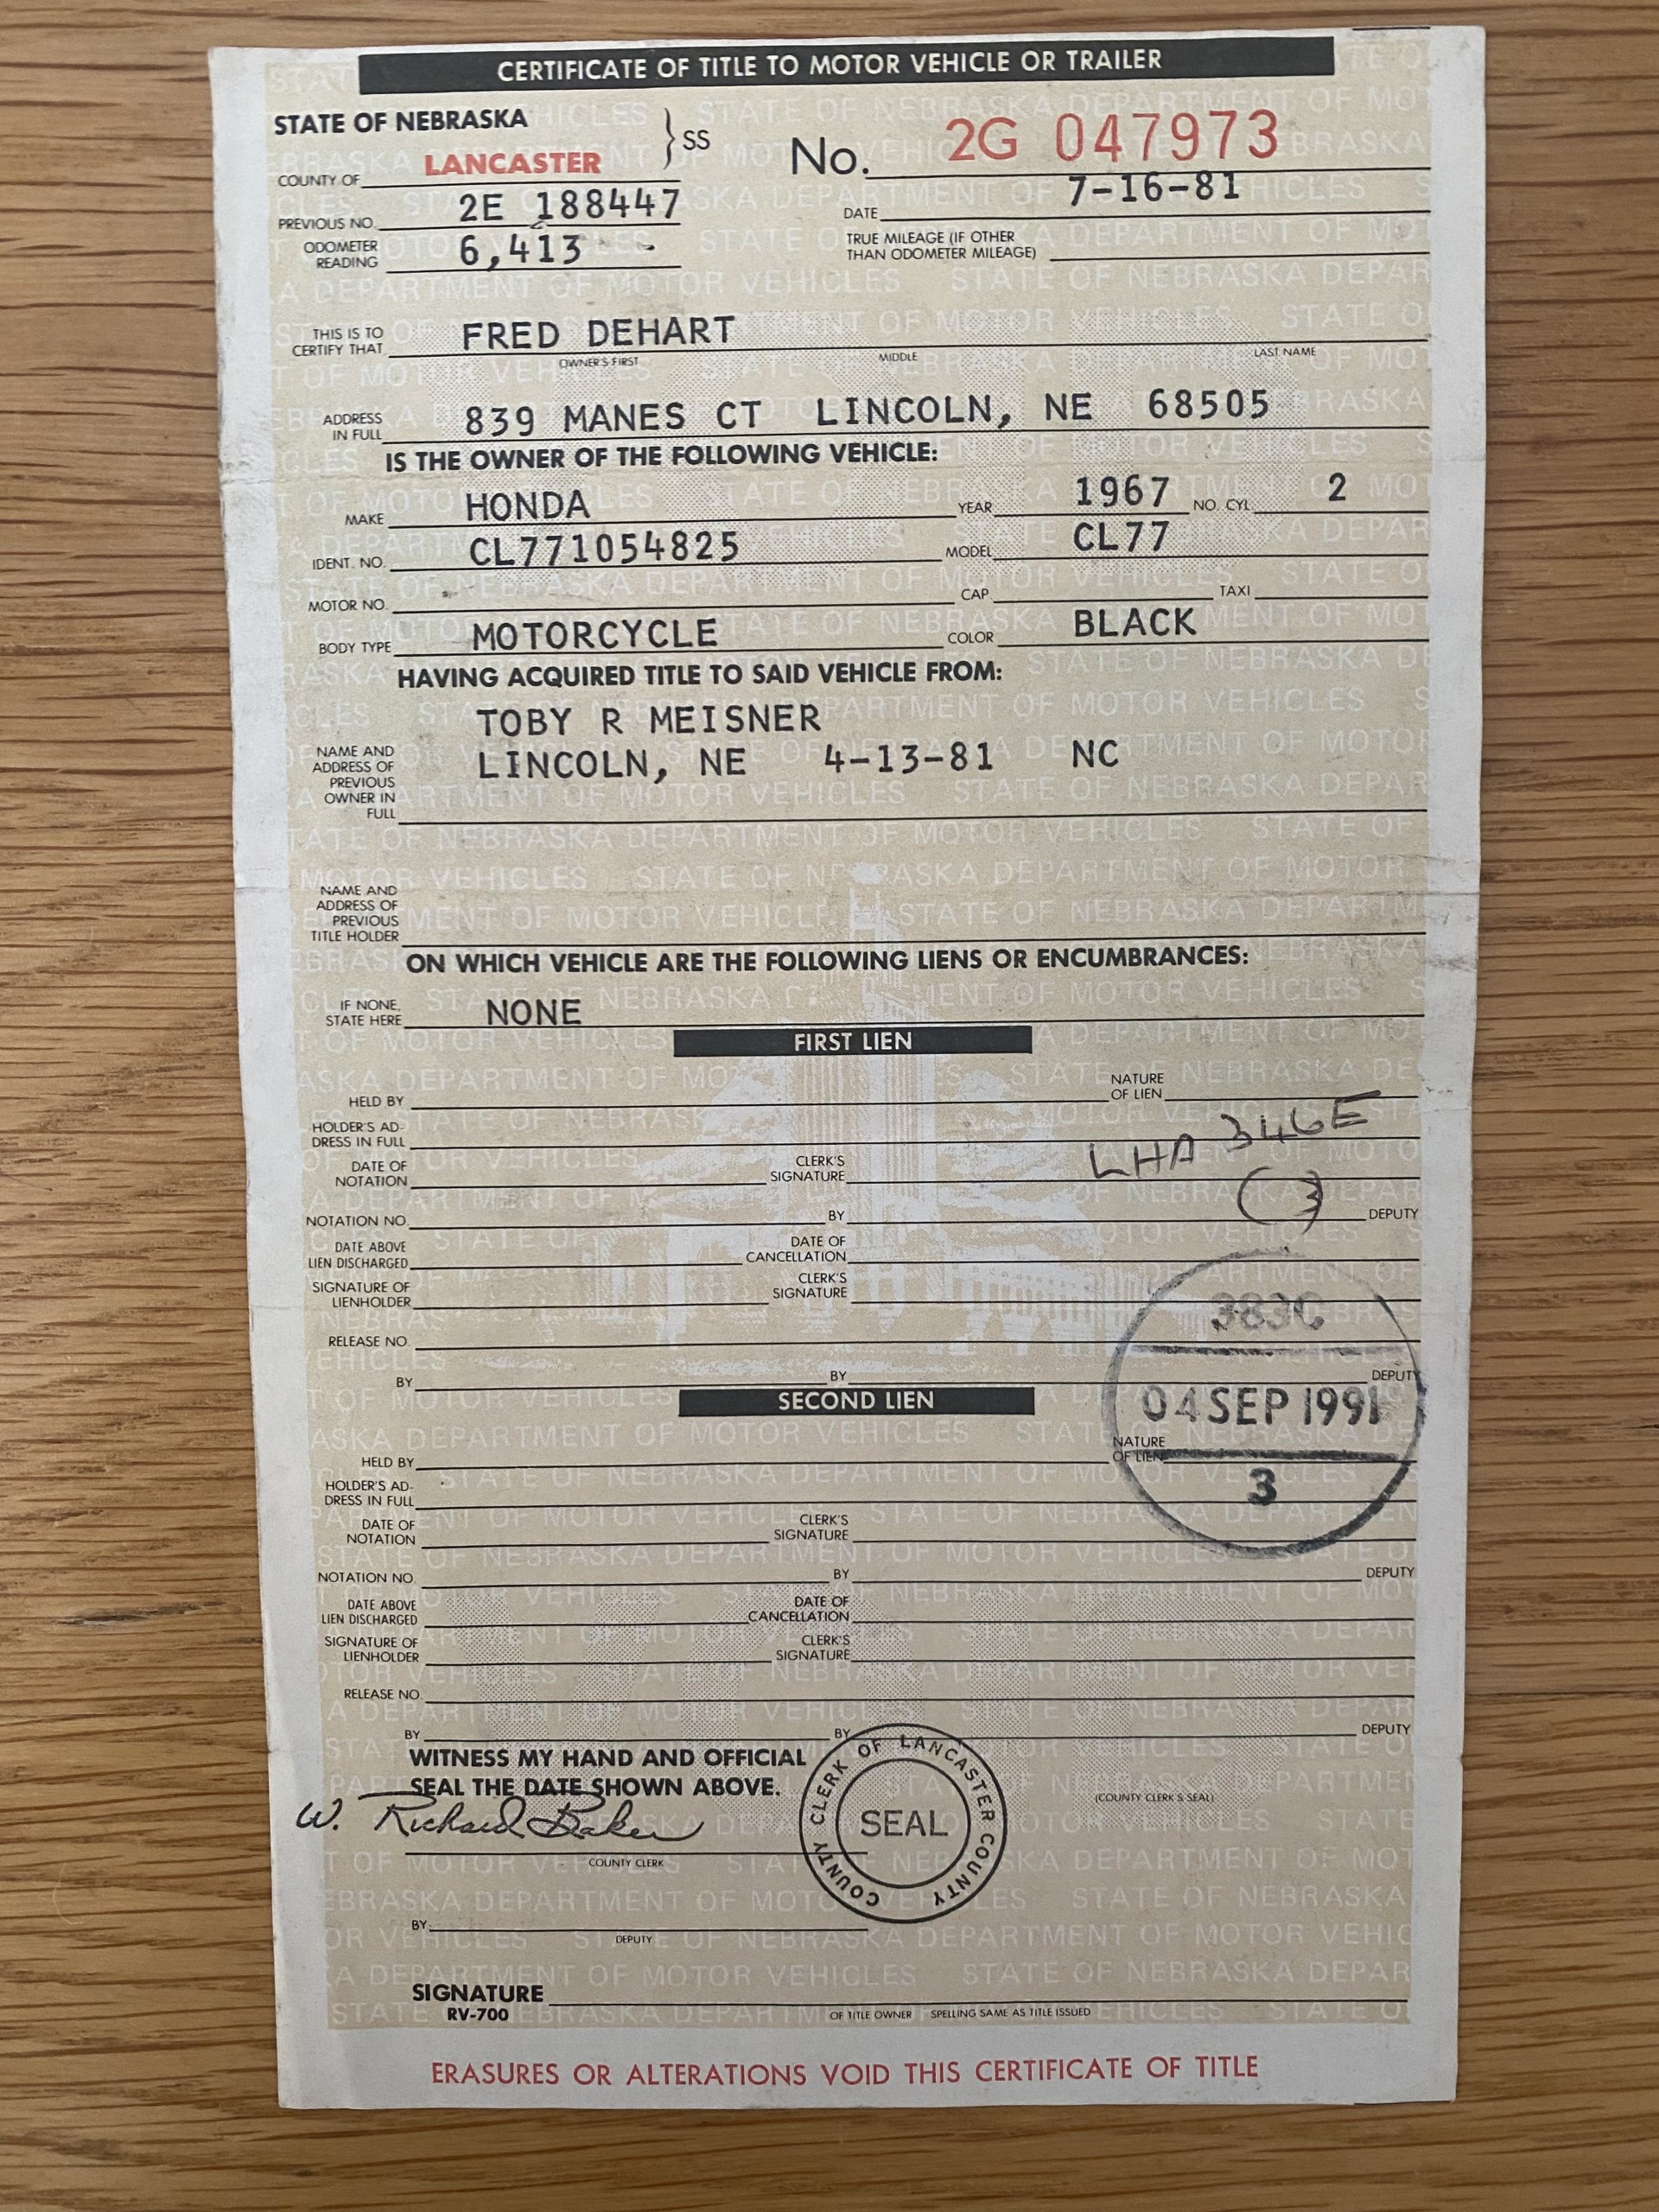 CERTIFICATE OF TITLE TO MOTOR VEHICLE OR TRAILER
STATE OF NEBRASKA } SS
COUNTY OF LANCASTER No. 2G 047973
PREVIOUS NO. 2E 188447 DATE 7-16-81
ODOMETER READING 6,413 - TRUE MILEAGE (IF OTHER THAN ODOMETER MILEAGE)
THIS IS TO CERTIFY THAT FRED DEHART
OWNER'S FIRST MIDDLE LAST NAME
ADDRESS IN FULL 839 MANES CT LINCOLN, NE 68505
IS THE OWNER OF THE FOLLOWING VEHICLE:
MAKE HONDA YEAR 1967 NO. CYL. 2
IDENT. NO. CL771054825 MODEL CL77
MOTOR NO. CAP. TAXI
BODY TYPE MOTORCYCLE COLOR BLACK
HAVING ACQUIRED TITLE TO SAID VEHICLE FROM:
TOBY R MEISNER
NAME AND ADDRESS OF PREVIOUS OWNER IN FULL LINCOLN, NE 4-13-81 NC
NAME AND ADDRESS OF PREVIOUS TITLE HOLDER
ON WHICH VEHICLE ARE THE FOLLOWING LIENS OR ENCUMBRANCES:
IF NONE, STATE HERE NONE
FIRST LIEN
HELD BY NATURE OF LIEN
HOLDER'S ADDRESS IN FULL LHA 346E
DATE OF NOTATION CLERK'S SIGNATURE
(3)
NOTATION NO. BY DEPUTY
DATE ABOVE LIEN DISCHARGED DATE OF CANCELLATION
SIGNATURE OF LIENHOLDER CLERK'S SIGNATURE
RELEASE NO.
BY BY DEPUTY
SECOND LIEN
04 SEP 1991
HELD BY NATURE OF LIEN
3
HOLDER'S AD-DRESS IN FULL
DATE OF NOTATION CLERK'S SIGNATURE
NOTATION NO. BY DEPUTY
DATE ABOVE LIEN DISCHARGED DATE OF CANCELLATION
SIGNATURE OF LIENHOLDER CLERK'S SIGNATURE
RELEASE NO.
BY BY DEPUTY
WITNESS MY HAND AND OFFICIAL
SEAL THE DATE SHOWN ABOVE.
(COUNTY CLERK & SEAL)
W. Richard Baker
COUNTY CLERK
COUNTY CLERK OF LANCASTER COUNTY
SEAL
BY
DEPUTY
SIGNATURE
RV-700 OF TITLE OWNER SPELLING SAME AS TITLE ISSUED
ERASURES OR ALTERATIONS VOID THIS CERTIFICATE OF TITLE